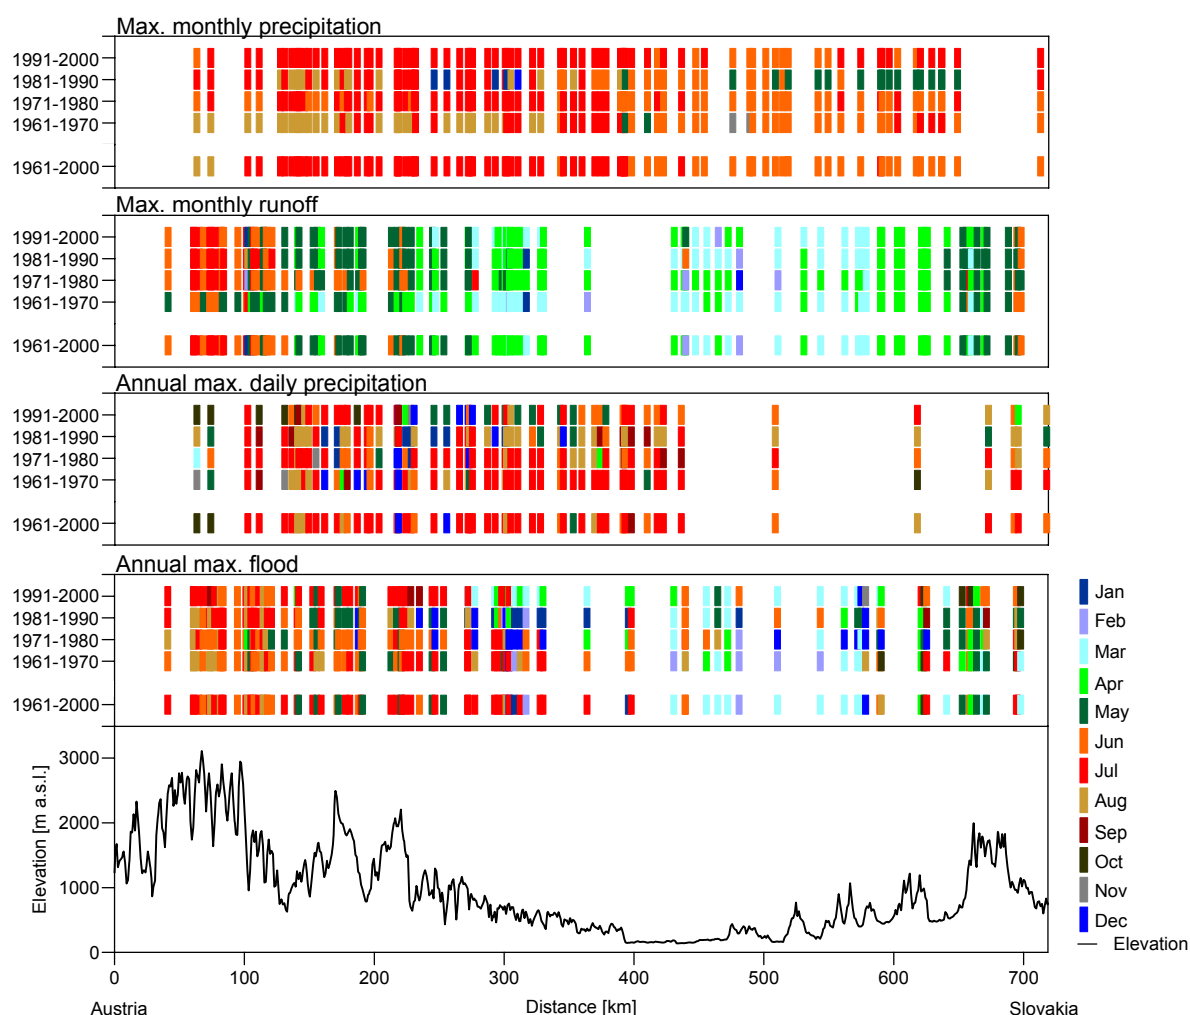 Max. monthly precipitation
1991-2000
1981-1990
1971-1980
1961-1970
1961-2000
Max. monthly runoff
1991-2000
1981-1990
1971-1980
1961-1970
1961-2000
Annual max. daily precipitation
1991-2000
1981-1990
1971-1980
1961-1970
1961-2000
Annual max. flood
1991-2000
1981-1990
1971-1980
1961-1970
1961-2000
Jan
Feb
Mar
Apr
May
Jun
Jul
Aug
Sep
Oct
Nov
Dec
Elevation
Elevation [m a.s.l.]
3000
2000
1000
0
0 100 200 300 400 500 600 700
Austria Distance [km] Slovakia